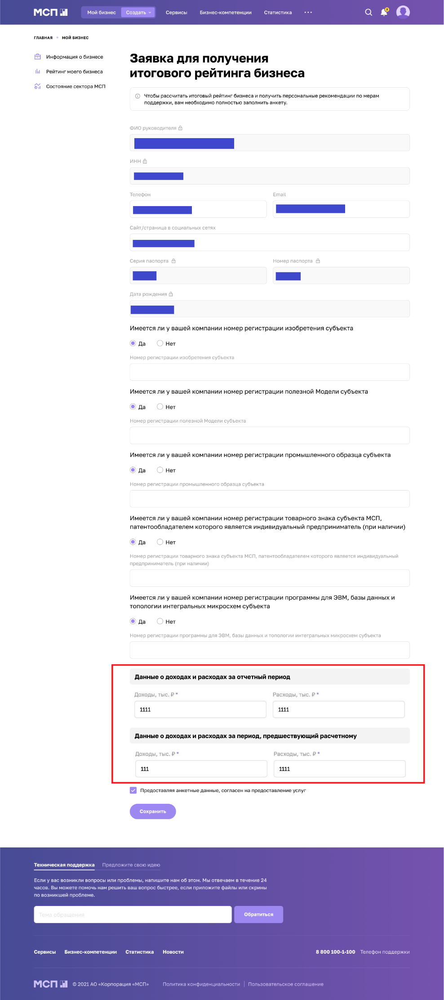 МСП
Мой бизнес
Создать
Сервисы
Бизнес-компетенции
Статистика
2
ГЛАВНАЯ
МОЙ БИЗНЕС
Информация о бизнесе
Рейтинг моего бизнеса
Состояние сектора МСП
Заявка для получения
итогового рейтинга бизнеса
Чтобы рассчитать итоговый рейтинг бизнеса и получить персональные рекомендации по мерам
поддержки, вам необходимо полностью заполнить анкету.
ФИО руководителя
ИНН
Телефон
Email
Сайт/страница в социальных сетях
Серия паспорта
Номер паспорта
Дата рождения
Имеется ли у вашей компании номер регистрации изобретения субъекта
Да
Нет
Номер регистрации изобретения субъекта
Имеется ли у вашей компании номер регистрации полезной Модели субъекта
Да
Нет
Номер регистрации полезной Модели субъекта
Имеется ли у вашей компании номер регистрации промышленного образца субъекта
Да
Нет
Номер регистрации промышленного образца субъекта
Имеется ли у вашей компании номер регистрации товарного знака субъекта МСП,
патентообладателем которого является индивидуальный предприниматель (при наличии)
Да
Нет
Номер регистрации товарного знака субъекта МСП, патентообладателем которого является индивидуальный
предприниматель (при наличии)
Имеется ли у вашей компании номер регистрации программы для ЭВМ, базы данных и
топологии интегральных микросхем субъекта
Да
Нет
Номер регистрации программы для ЭВМ, базы данных и топологии интегральных микросхем субъекта
Данные о доходах и расходах за отчетный период
Доходы, тыс. ₽ *
Расходы, тыс. ₽ *
1111
1111
Данные о доходах и расходах за период, предшествующий расчетному
Доходы, тыс. ₽ *
Расходы, тыс. ₽ *
111
1111
Предоставляя анкетные данные, согласен на предоставление услуг
Сохранить
Техническая поддержка
Предложите свою идею
Если у вас возникли вопросы или проблемы, напишите нам об этом. Мы отвечаем в течение 24
часов. Вы можете помочь нам решить ваш вопрос быстрее, если приложите файлы или скрины
по возникшей проблеме.
Тема обращения
Обратиться
Сервисы
Бизнес-компетенции
Статистика
Новости
8 800 100-1-100
Телефон поддержки
МСП
© 2021 АО «Корпорация «МСП»
Политика конфиденциальности
Пользовательское соглашение